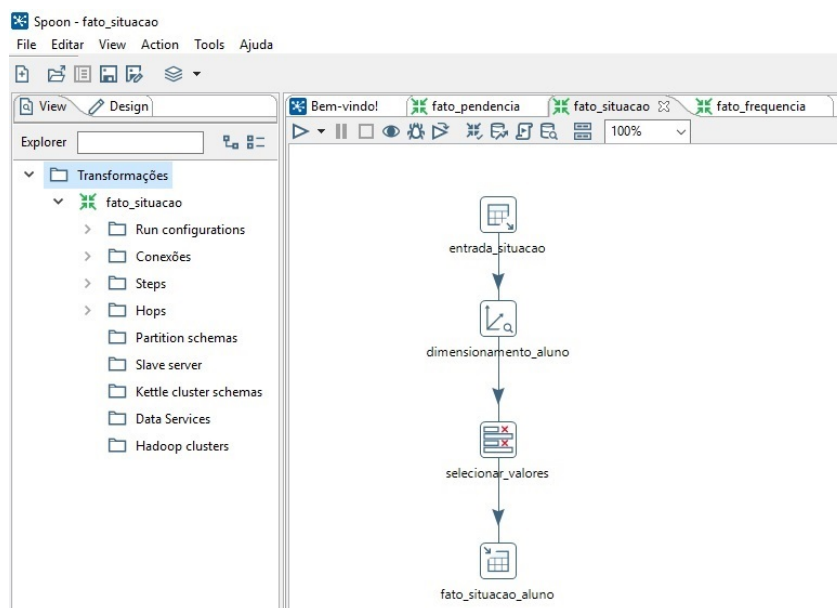 Spoon - fato_situacao
File Editar View Action Tools Ajuda
View Design
Explorer
Transformações
fato_situacao
Run configurations
Conexões
Steps
Hops
Partition schemas
Slave server
Kettle cluster schemas
Data Services
Hadoop clusters
Bem-vindo! fato_pendencia fato_situacao fato_frequencia
100%
entrada_situacao
dimensionamento_aluno
selecionar_valores
fato_situacao_aluno